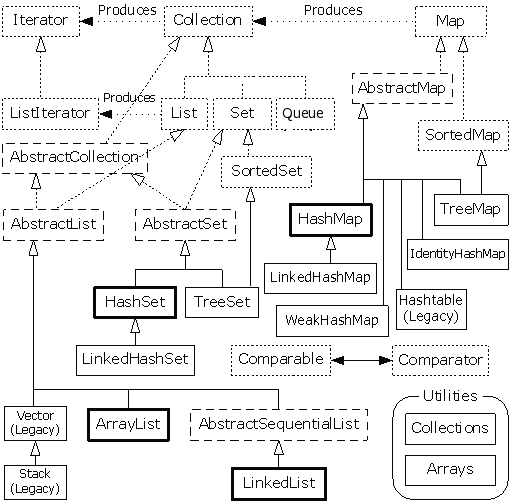 Iterator
Produces
Collection
Produces
Map
AbstractMap
ListIterator
Produces
List
Set
Queue
SortedMap
AbstractCollection
SortedSet
AbstractList
AbstractSet
HashMap
TreeMap
IdentityHashMap
LinkedHashMap
HashSet
TreeSet
WeakHashMap
Hashtable
(Legacy)
LinkedHashSet
Comparable
Comparator
Utilities
Vector
(Legacy)
ArrayList
AbstractSequentialList
Collections
Stack
(Legacy)
LinkedList
Arrays